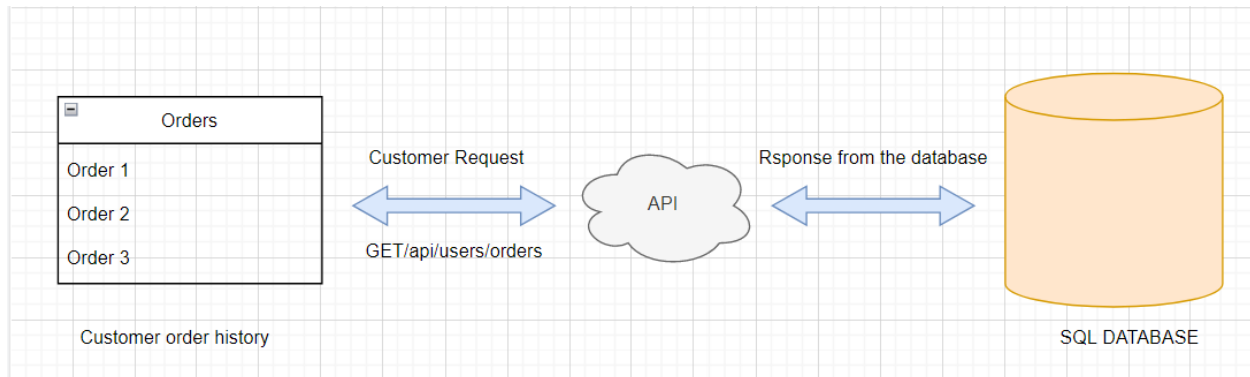 Orders
Order 1
Order 2
Order 3
Customer order history
Customer Request
GET/api/users/orders
API
Rsponse from the database
SQL DATABASE